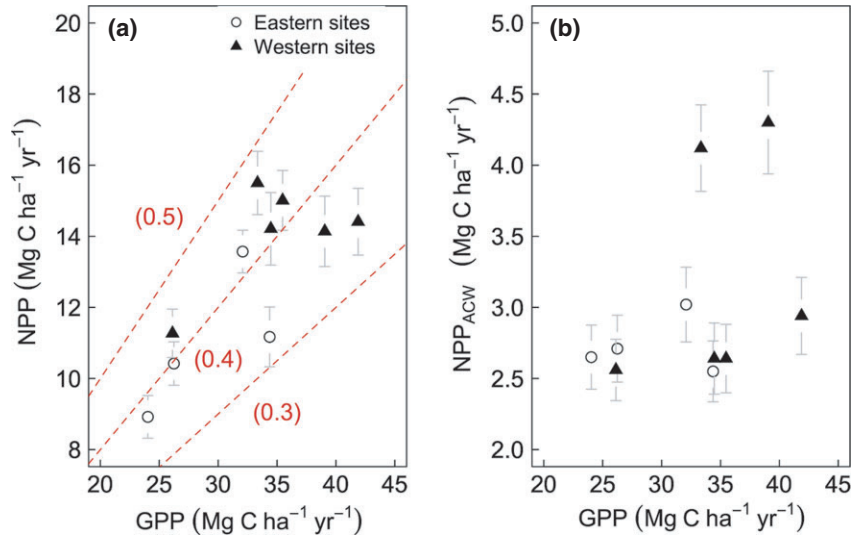 (a)
○ Eastern sites
▲ Western sites
20
18
16
14
12
10
8
NPP (Mg C ha⁻¹ yr⁻¹)
(0.5)
(0.4)
(0.3)
20 25 30 35 40 45
GPP (Mg C ha⁻¹ yr⁻¹)
(b)
5.0
4.5
4.0
3.5
3.0
2.5
2.0
NPP_ACW (Mg C ha⁻¹ yr⁻¹)
20 25 30 35 40 45
GPP (Mg C ha⁻¹ yr⁻¹)